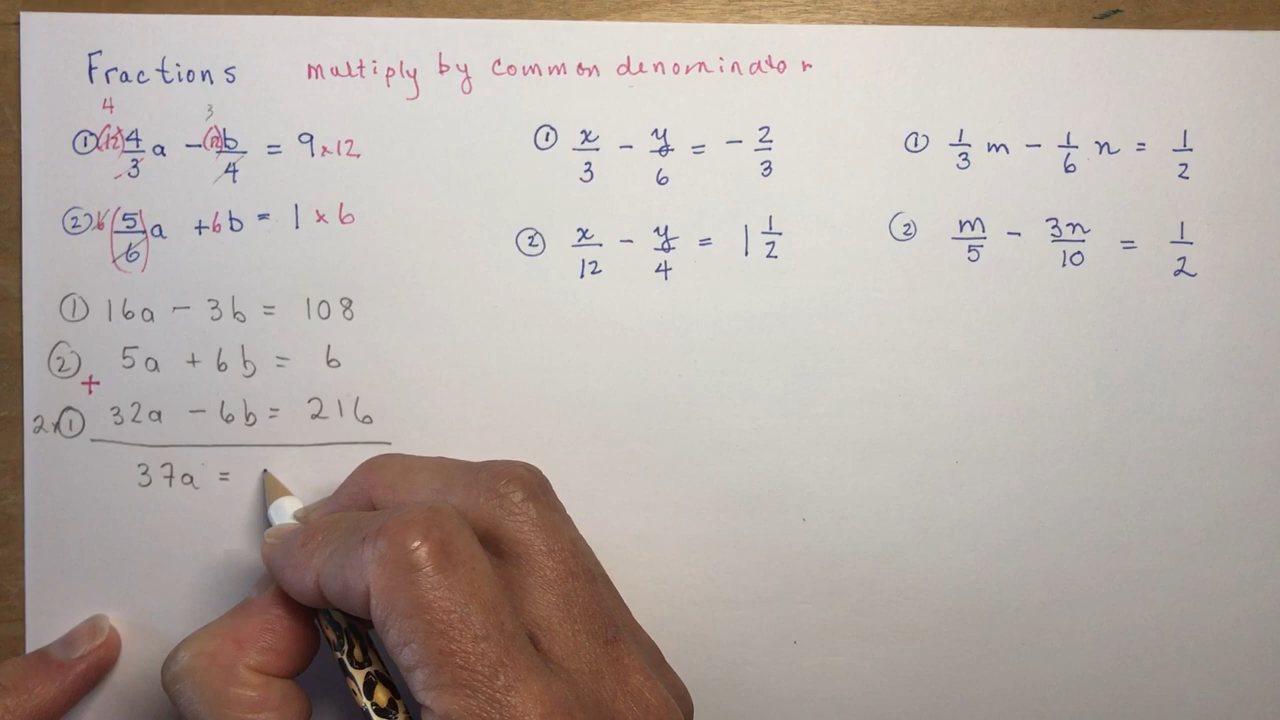 Fractions multiply by common denominator
4 3
① (12) 4/3 a - (12) b/4 = 9 x 12
② 6 (5/6) a + 6b = 1 x 6
① 16a - 3b = 108
② 5a + 6b = 6
+
2x① 32a - 6b = 216
37a =
① x/3 - y/6 = - 2/3
② x/12 - y/4 = 1 1/2
① 1/3 m - 1/6 n = 1/2
② m/5 - 3n/10 = 1/2